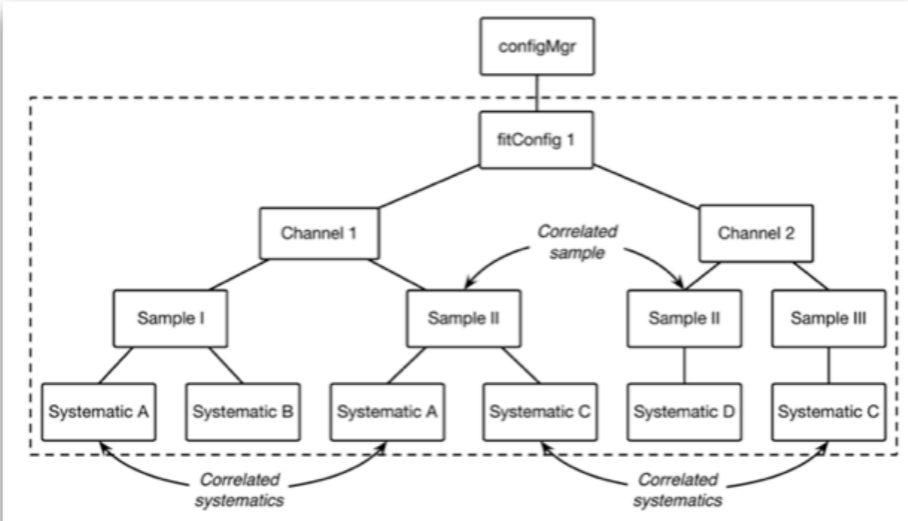 configMgr
fitConfig 1
Channel 1
Correlated
sample
Channel 2
Sample I
Sample II
Sample II
Sample III
Systematic A
Systematic B
Systematic A
Systematic C
Systematic D
Systematic C
Correlated
systematics
Correlated
systematics